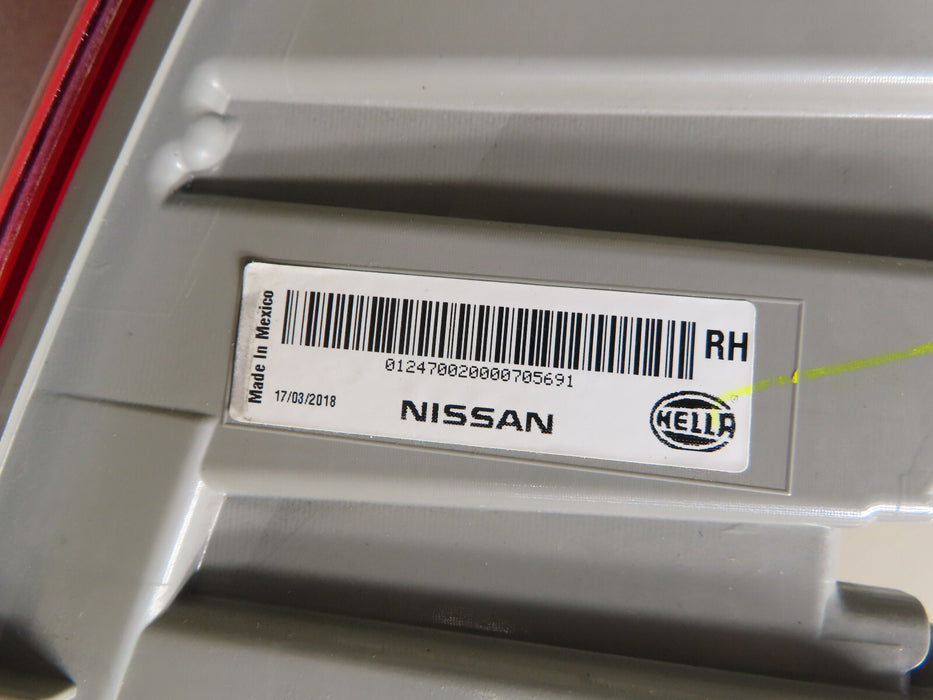 Made In Mexico
RH
012470020000705691
17/03/2018
NISSAN
HELLA